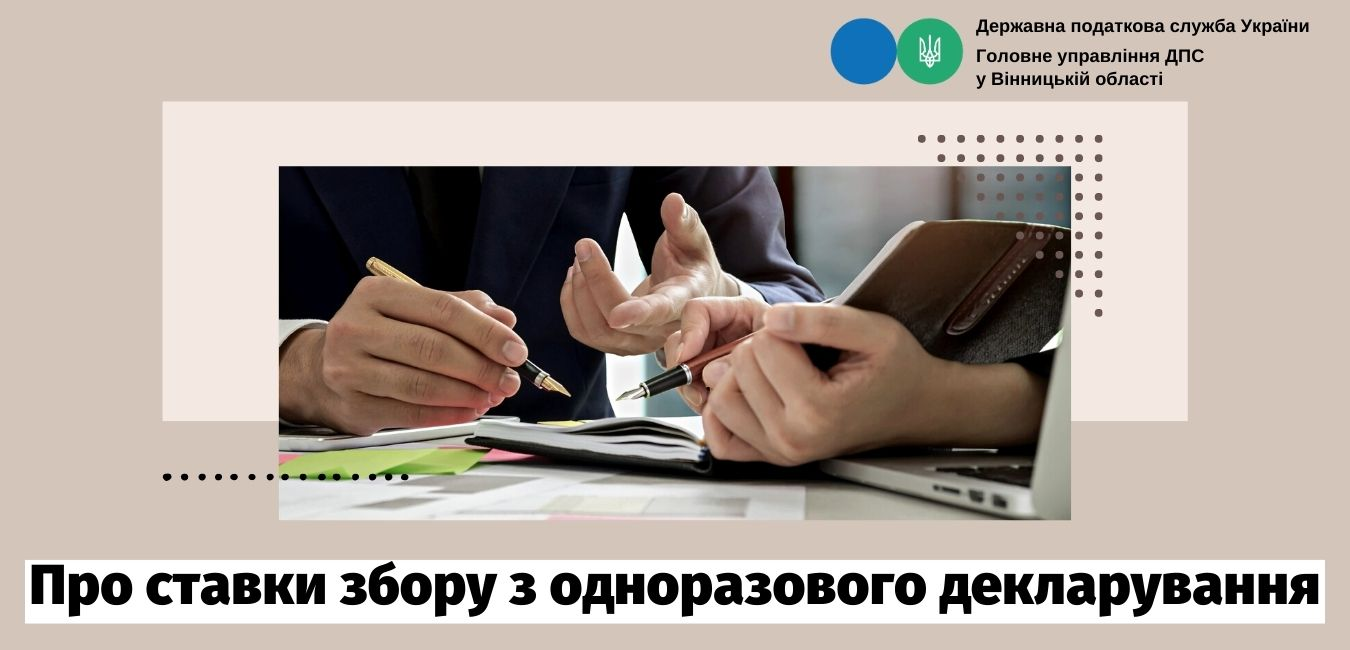 Державна податкова служба України
Головне управління ДПС
у Вінницькій області
Про ставки збору з одноразового декларування